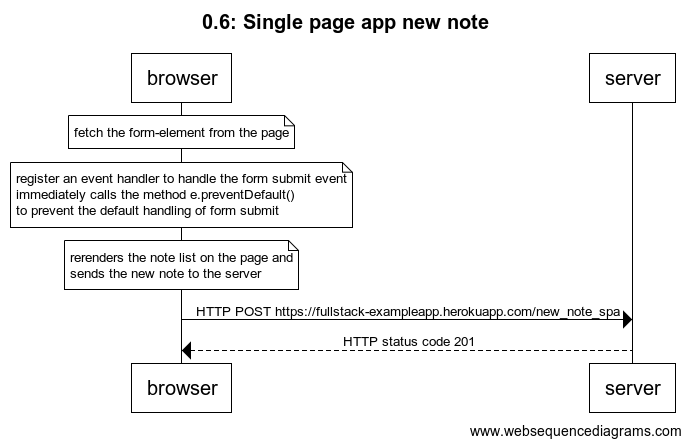 0.6: Single page app new note
browser
server
fetch the form-element from the page
register an event handler to handle the form submit event
immediately calls the method e.preventDefault()
to prevent the default handling of form submit
rerenders the note list on the page and
sends the new note to the server
HTTP POST https://fullstack-exampleapp.herokuapp.com/new_note_spa
HTTP status code 201
browser
server
www.websequencediagrams.com